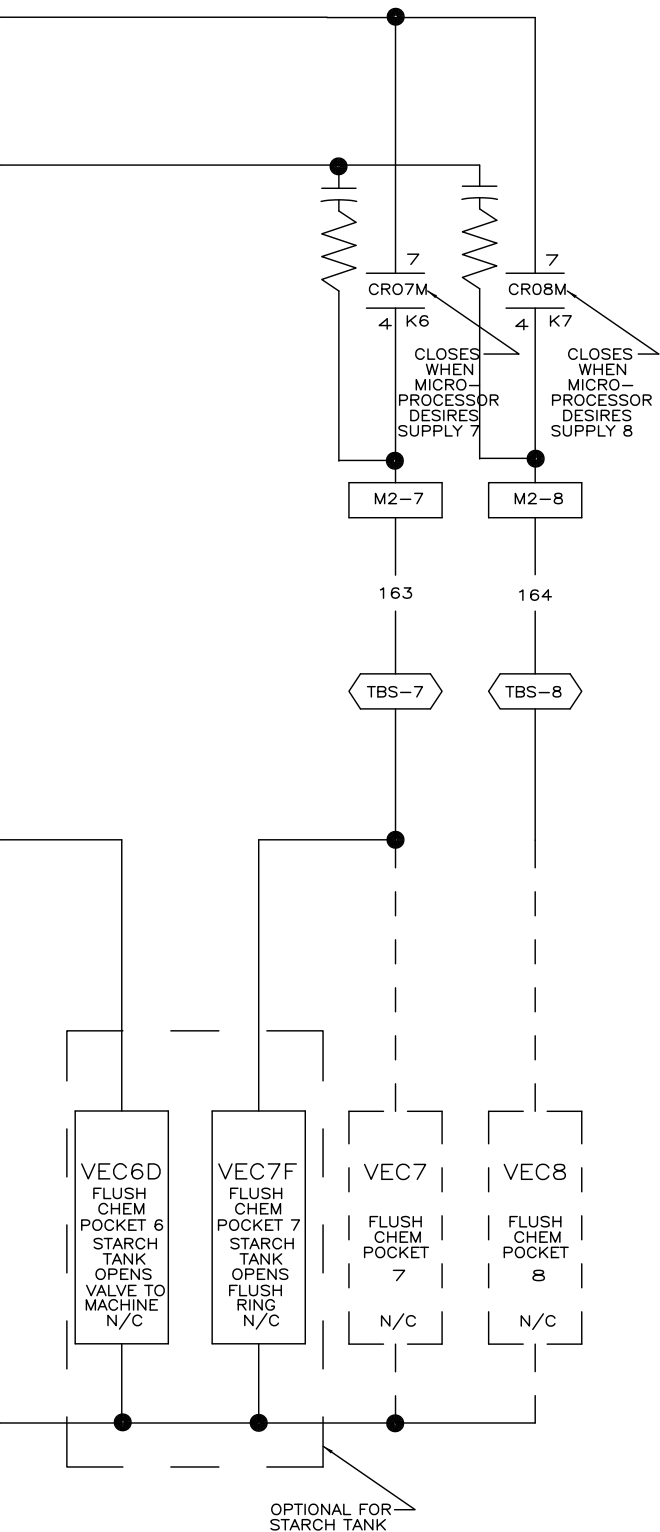 7
CR07M
4 K6
CLOSES
WHEN
MICRO-
PROCESSOR
DESIRES
SUPPLY 7
7
CR08M
4 K7
CLOSES
WHEN
MICRO-
PROCESSOR
DESIRES
SUPPLY 8
M2-7
M2-8
163
164
TBS-7
TBS-8
VEC6D
FLUSH
CHEM
POCKET 6
STARCH
TANK
OPENS
VALVE TO
MACHINE
N/C
VEC7F
FLUSH
CHEM
POCKET 7
STARCH
TANK
OPENS
FLUSH
RING
N/C
VEC7
FLUSH
CHEM
POCKET
7
N/C
VEC8
FLUSH
CHEM
POCKET
8
N/C
OPTIONAL FOR
STARCH TANK